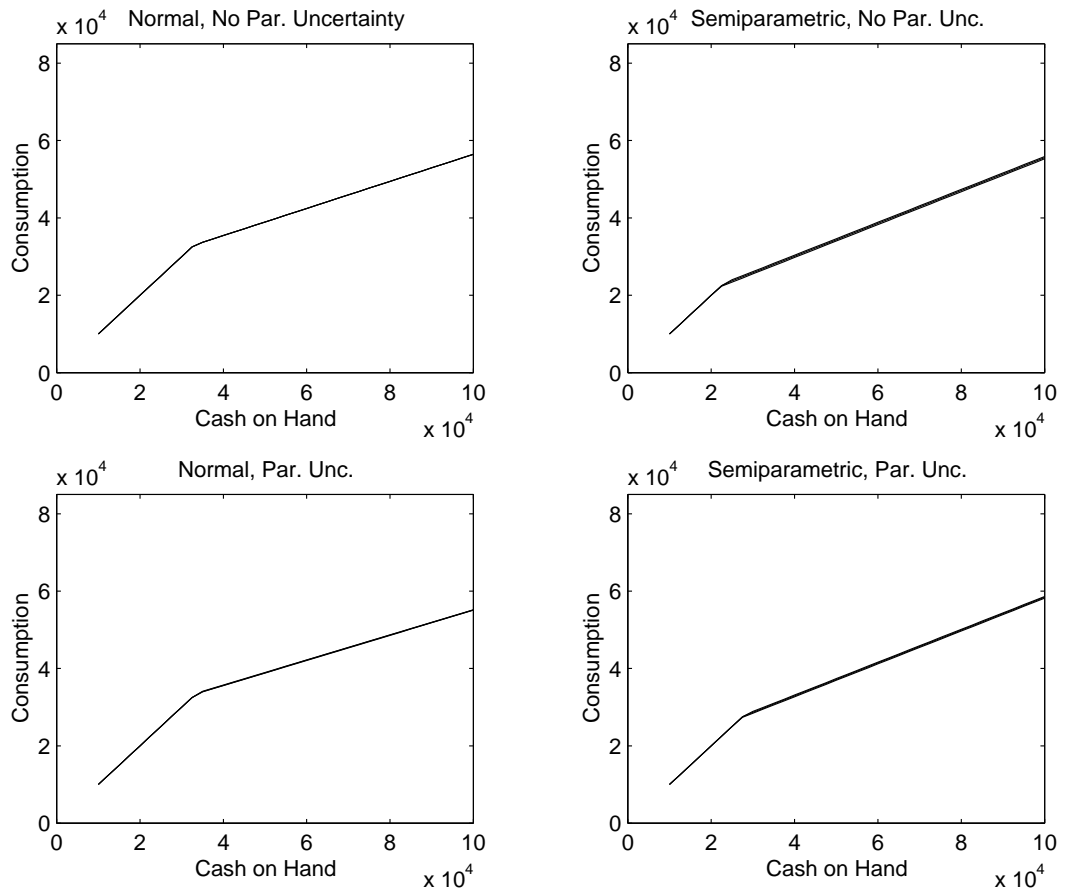 x 10^4 Normal, No Par. Uncertainty
8
6
4
2
0
Consumption
0 2 4 6 8 10
Cash on Hand
x 10^4
x 10^4 Semiparametric, No Par. Unc.
8
6
4
2
0
Consumption
0 2 4 6 8 10
Cash on Hand
x 10^4
x 10^4 Normal, Par. Unc.
8
6
4
2
0
Consumption
0 2 4 6 8 10
Cash on Hand
x 10^4
x 10^4 Semiparametric, Par. Unc.
8
6
4
2
0
Consumption
0 2 4 6 8 10
Cash on Hand
x 10^4